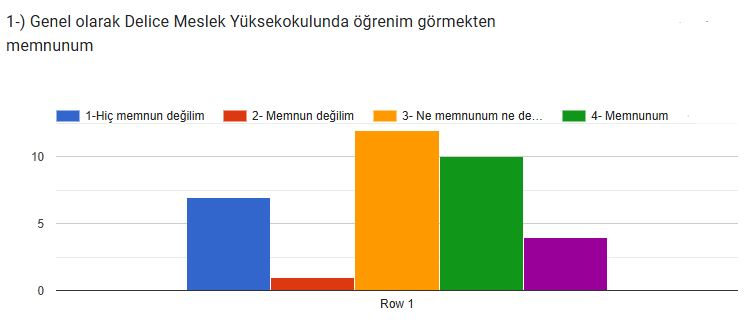 1-) Genel olarak Delice Meslek Yüksekokulunda öğrenim görmekten
memnunum
1-Hiç memnun değilim 2- Memnun değilim 3- Ne memnunum ne de… 4- Memnunum
10
5
0
Row 1